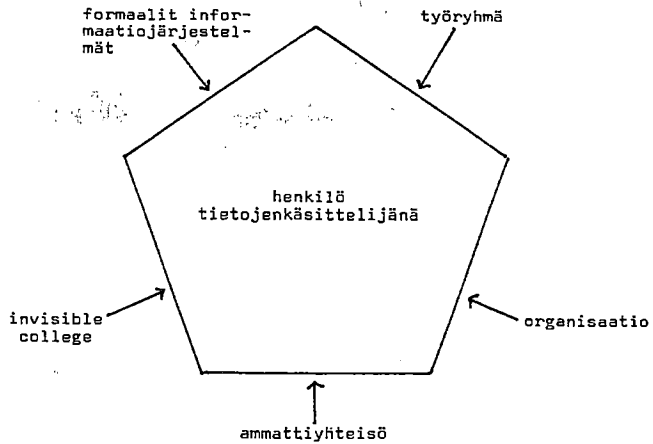 formaalit infor-
maatiojärjestel-
mät
työryhmä
henkilö
tietojenkäsittelijänä
invisible
college
organisaatio
ammattiyhteisö